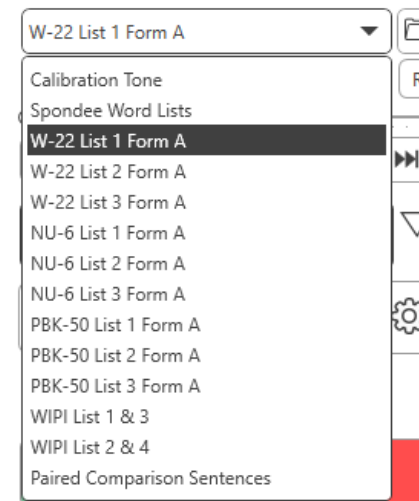 W-22 List 1 Form A
Calibration Tone
Spondee Word Lists
W-22 List 1 Form A
W-22 List 2 Form A
W-22 List 3 Form A
NU-6 List 1 Form A
NU-6 List 2 Form A
NU-6 List 3 Form A
PBK-50 List 1 Form A
PBK-50 List 2 Form A
PBK-50 List 3 Form A
WIPI List 1 & 3
WIPI List 2 & 4
Paired Comparison Sentences